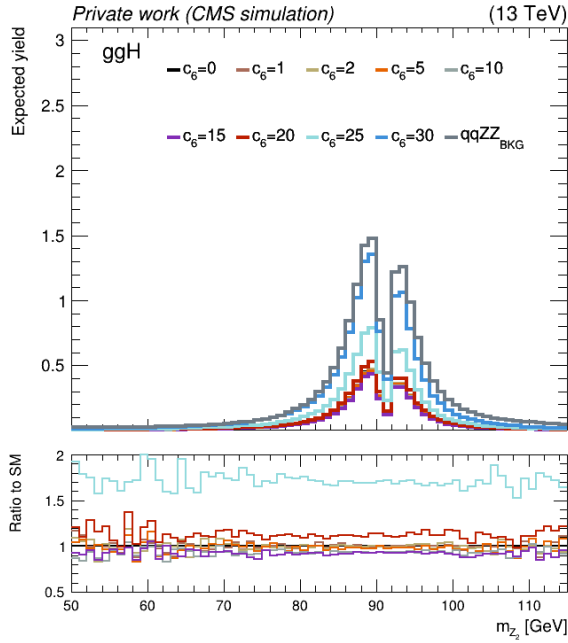 Private work (CMS simulation) (13 TeV)
Expected yield
ggH
c6=0 c6=1 c6=2 c6=5 c6=10
c6=15 c6=20 c6=25 c6=30 qqZZBKG
3
2.5
2
1.5
1
0.5
Ratio to SM
2
1.5
1
0.5
50 60 70 80 90 100 110
mZ2 [GeV]